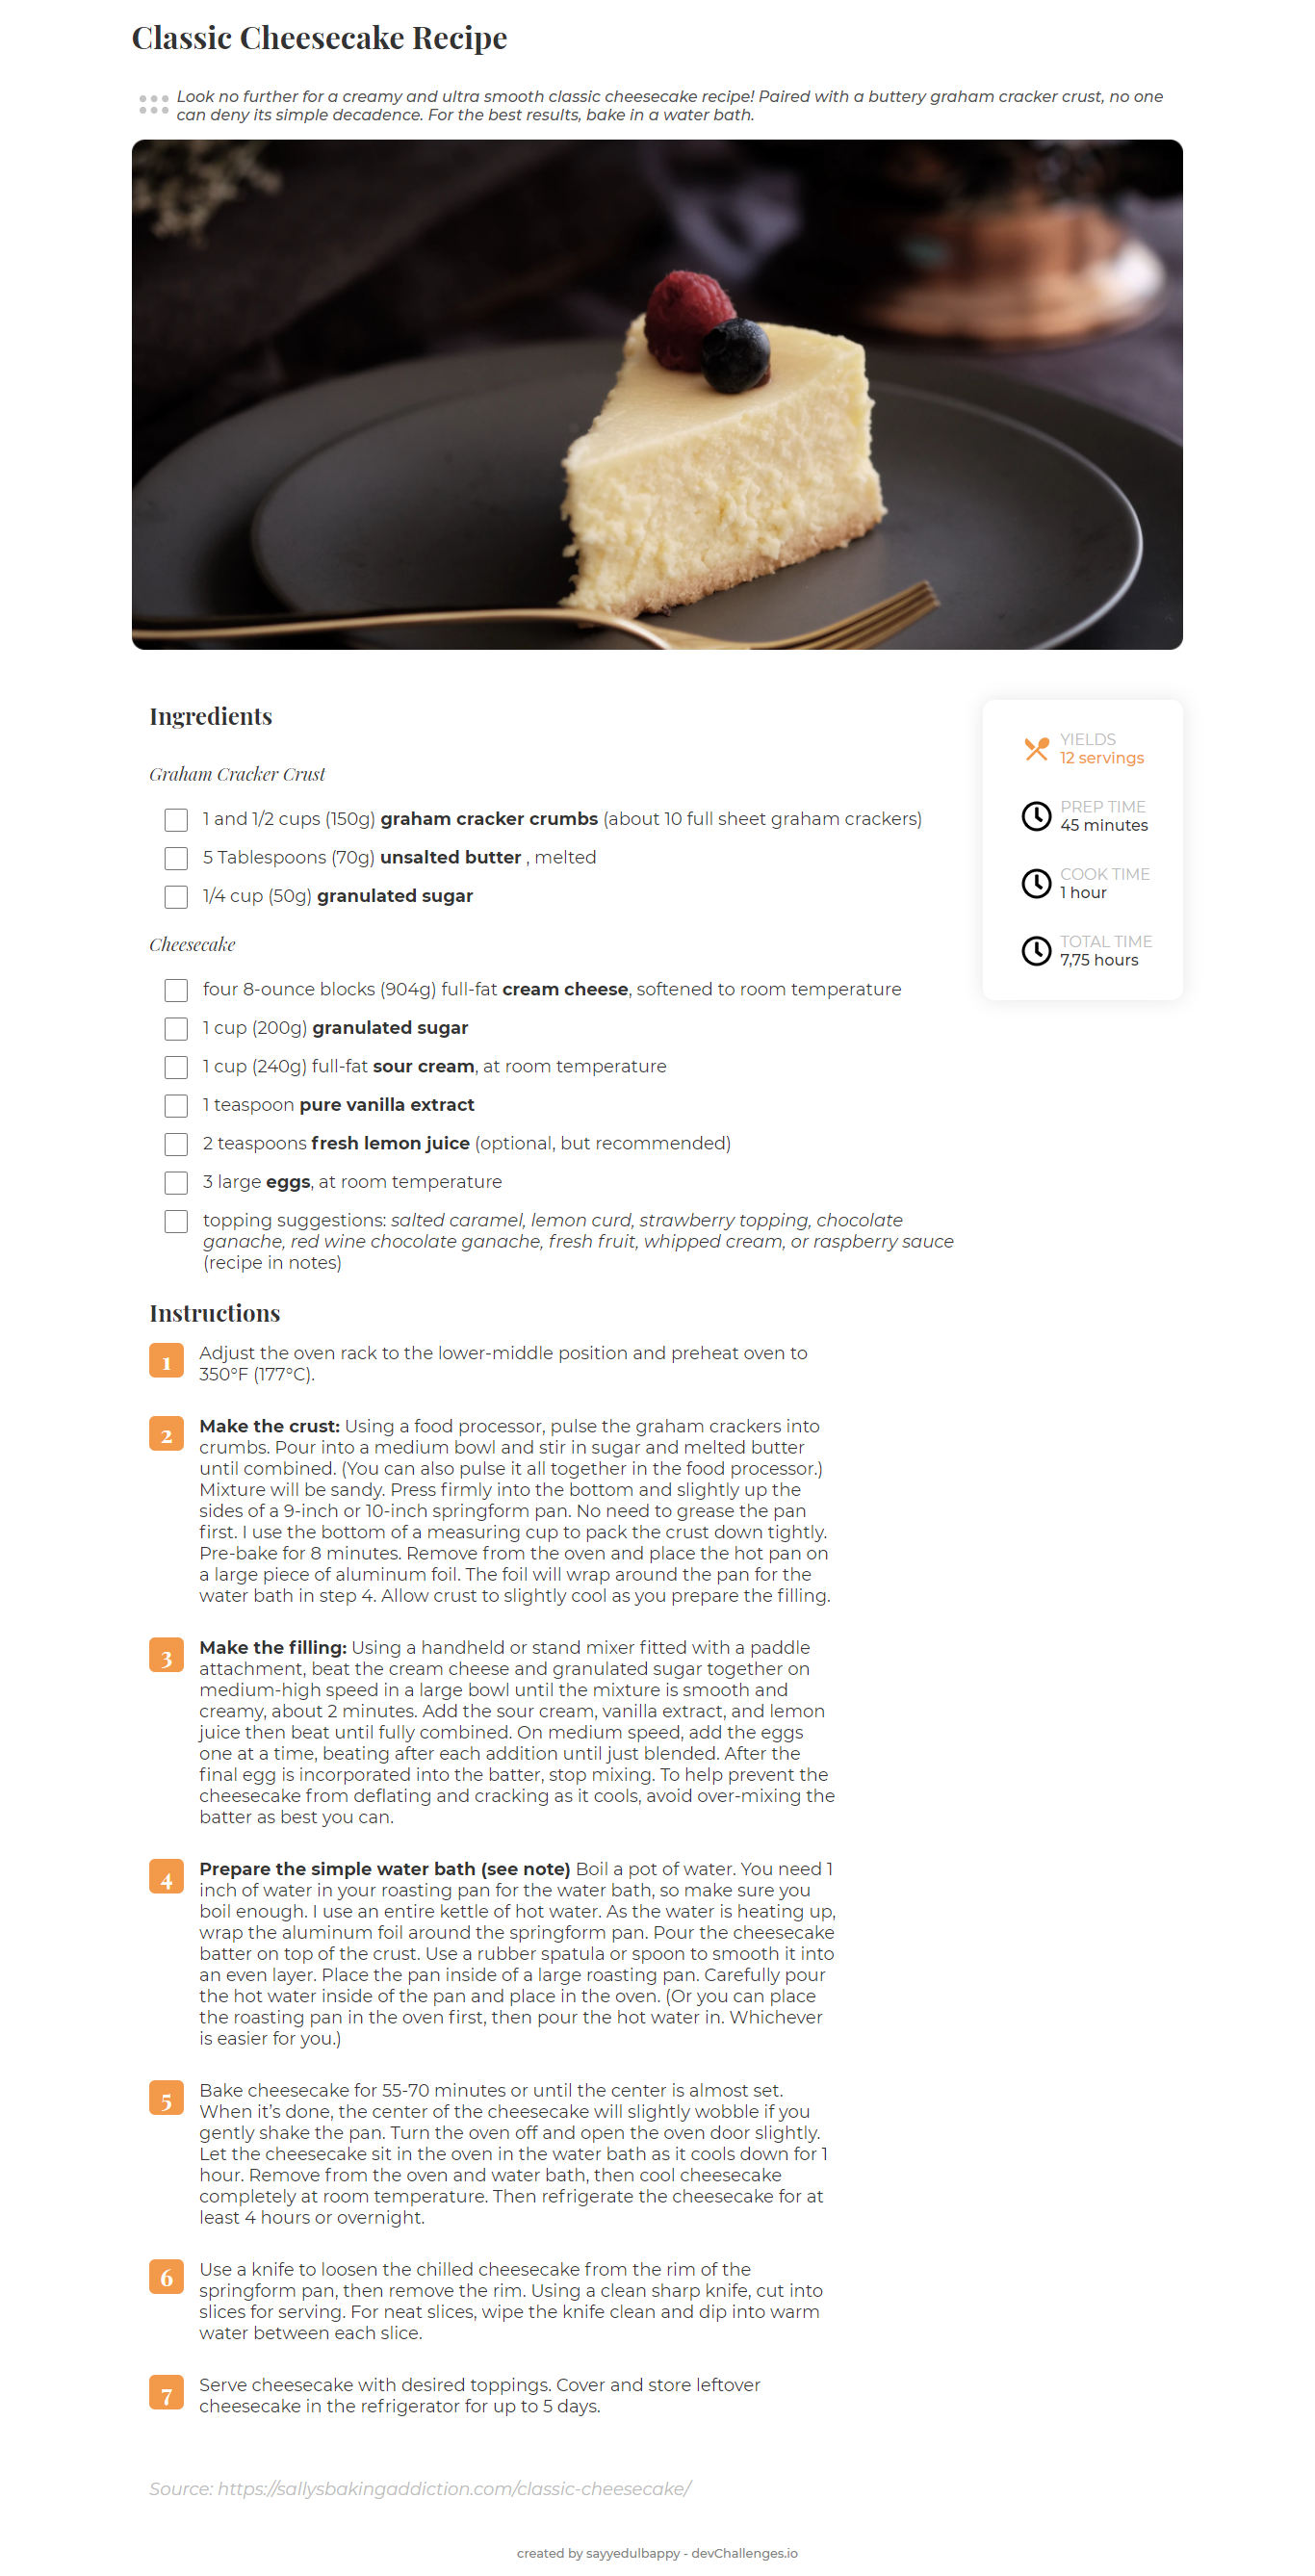 Classic Cheesecake Recipe
Look no further for a creamy and ultra smooth classic cheesecake recipe! Paired with a buttery graham cracker crust, no one
can deny its simple decadence. For the best results, bake in a water bath.
Ingredients
Graham Cracker Crust
1 and 1/2 cups (150g) graham cracker crumbs (about 10 full sheet graham crackers)
5 Tablespoons (70g) unsalted butter , melted
1/4 cup (50g) granulated sugar
Cheesecake
four 8-ounce blocks (904g) full-fat cream cheese, softened to room temperature
1 cup (200g) granulated sugar
1 cup (240g) full-fat sour cream, at room temperature
1 teaspoon pure vanilla extract
2 teaspoons fresh lemon juice (optional, but recommended)
3 large eggs, at room temperature
topping suggestions: salted caramel, lemon curd, strawberry topping, chocolate
ganache, red wine chocolate ganache, fresh fruit, whipped cream, or raspberry sauce
(recipe in notes)
YIELDS
12 servings
PREP TIME
45 minutes
COOK TIME
1 hour
TOTAL TIME
7,75 hours
Instructions
1 Adjust the oven rack to the lower-middle position and preheat oven to
350°F (177°C).
2 Make the crust: Using a food processor, pulse the graham crackers into
crumbs. Pour into a medium bowl and stir in sugar and melted butter
until combined. (You can also pulse it all together in the food processor.)
Mixture will be sandy. Press firmly into the bottom and slightly up the
sides of a 9-inch or 10-inch springform pan. No need to grease the pan
first. I use the bottom of a measuring cup to pack the crust down tightly.
Pre-bake for 8 minutes. Remove from the oven and place the hot pan on
a large piece of aluminum foil. The foil will wrap around the pan for the
water bath in step 4. Allow crust to slightly cool as you prepare the filling.
3 Make the filling: Using a handheld or stand mixer fitted with a paddle
attachment, beat the cream cheese and granulated sugar together on
medium-high speed in a large bowl until the mixture is smooth and
creamy, about 2 minutes. Add the sour cream, vanilla extract, and lemon
juice then beat until fully combined. On medium speed, add the eggs
one at a time, beating after each addition until just blended. After the
final egg is incorporated into the batter, stop mixing. To help prevent the
cheesecake from deflating and cracking as it cools, avoid over-mixing the
batter as best you can.
4 Prepare the simple water bath (see note) Boil a pot of water. You need 1
inch of water in your roasting pan for the water bath, so make sure you
boil enough. I use an entire kettle of hot water. As the water is heating up,
wrap the aluminum foil around the springform pan. Pour the cheesecake
batter on top of the crust. Use a rubber spatula or spoon to smooth it into
an even layer. Place the pan inside of a large roasting pan. Carefully pour
the hot water inside of the pan and place in the oven. (Or you can place
the roasting pan in the oven first, then pour the hot water in. Whichever
is easier for you.)
5 Bake cheesecake for 55-70 minutes or until the center is almost set.
When it's done, the center of the cheesecake will slightly wobble if you
gently shake the pan. Turn the oven off and open the oven door slightly.
Let the cheesecake sit in the oven in the water bath as it cools down for 1
hour. Remove from the oven and water bath, then cool cheesecake
completely at room temperature. Then refrigerate the cheesecake for at
least 4 hours or overnight.
6 Use a knife to loosen the chilled cheesecake from the rim of the
springform pan, then remove the rim. Using a clean sharp knife, cut into
slices for serving. For neat slices, wipe the knife clean and dip into warm
water between each slice.
7 Serve cheesecake with desired toppings. Cover and store leftover
cheesecake in the refrigerator for up to 5 days.
Source: https://sallysbakingaddiction.com/classic-cheesecake/
created by sayyedulbappy - devChallenges.io